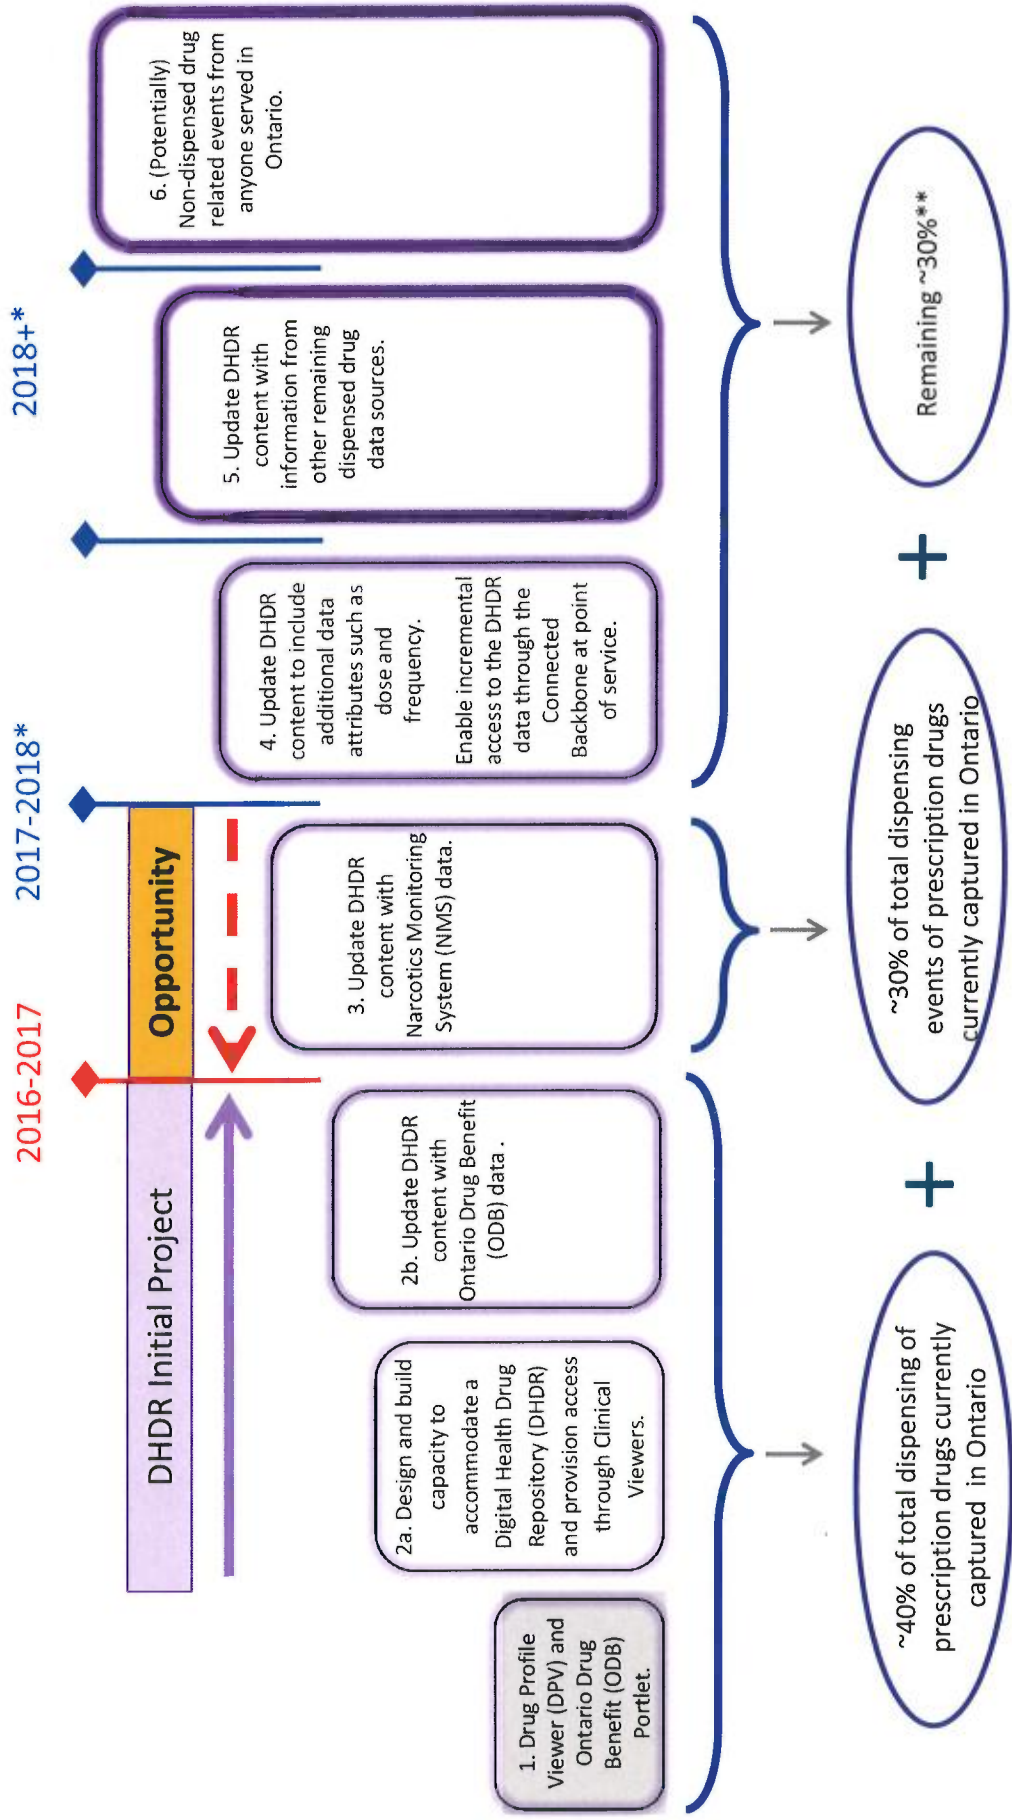 2016-2017
2017-2018*
2018+*
DHDR Initial Project
Opportunity
1. Drug Profile
Viewer (DPV) and
Ontario Drug
Benefit (ODB)
Portlet.
2a. Design and build
capacity to
accommodate a
Digital Health Drug
Repository (DHDR)
and provision access
through Clinical
Viewers.
2b. Update DHDR
content with
Ontario Drug Benefit
(ODB) data .
3. Update DHDR
content with
Narcotics Monitoring
System (NMS) data.
4. Update DHDR
content to include
additional data
attributes such as
dose and
frequency.
Enable incremental
access to the DHDR
data through the
Connected
Backbone at point
of service.
5. Update DHDR
content with
information from
other remaining
dispensed drug
data sources.
6. (Potentially)
Non-dispensed drug
related events from
anyone served in
Ontario.
~40% of total dispensing of
prescription drugs currently
captured in Ontario
+
~30% of total dispensing
events of prescription drugs
currently captured in Ontario
+
Remaining ~30%**